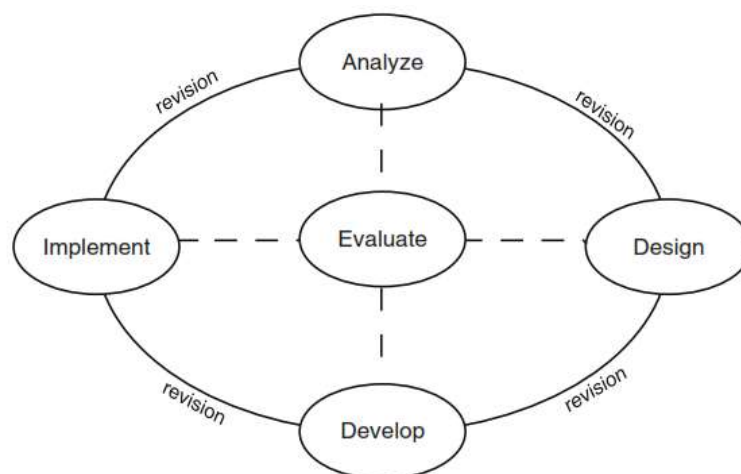 Analyze
revision
revision
Implement
Evaluate
Design
revision
revision
Develop